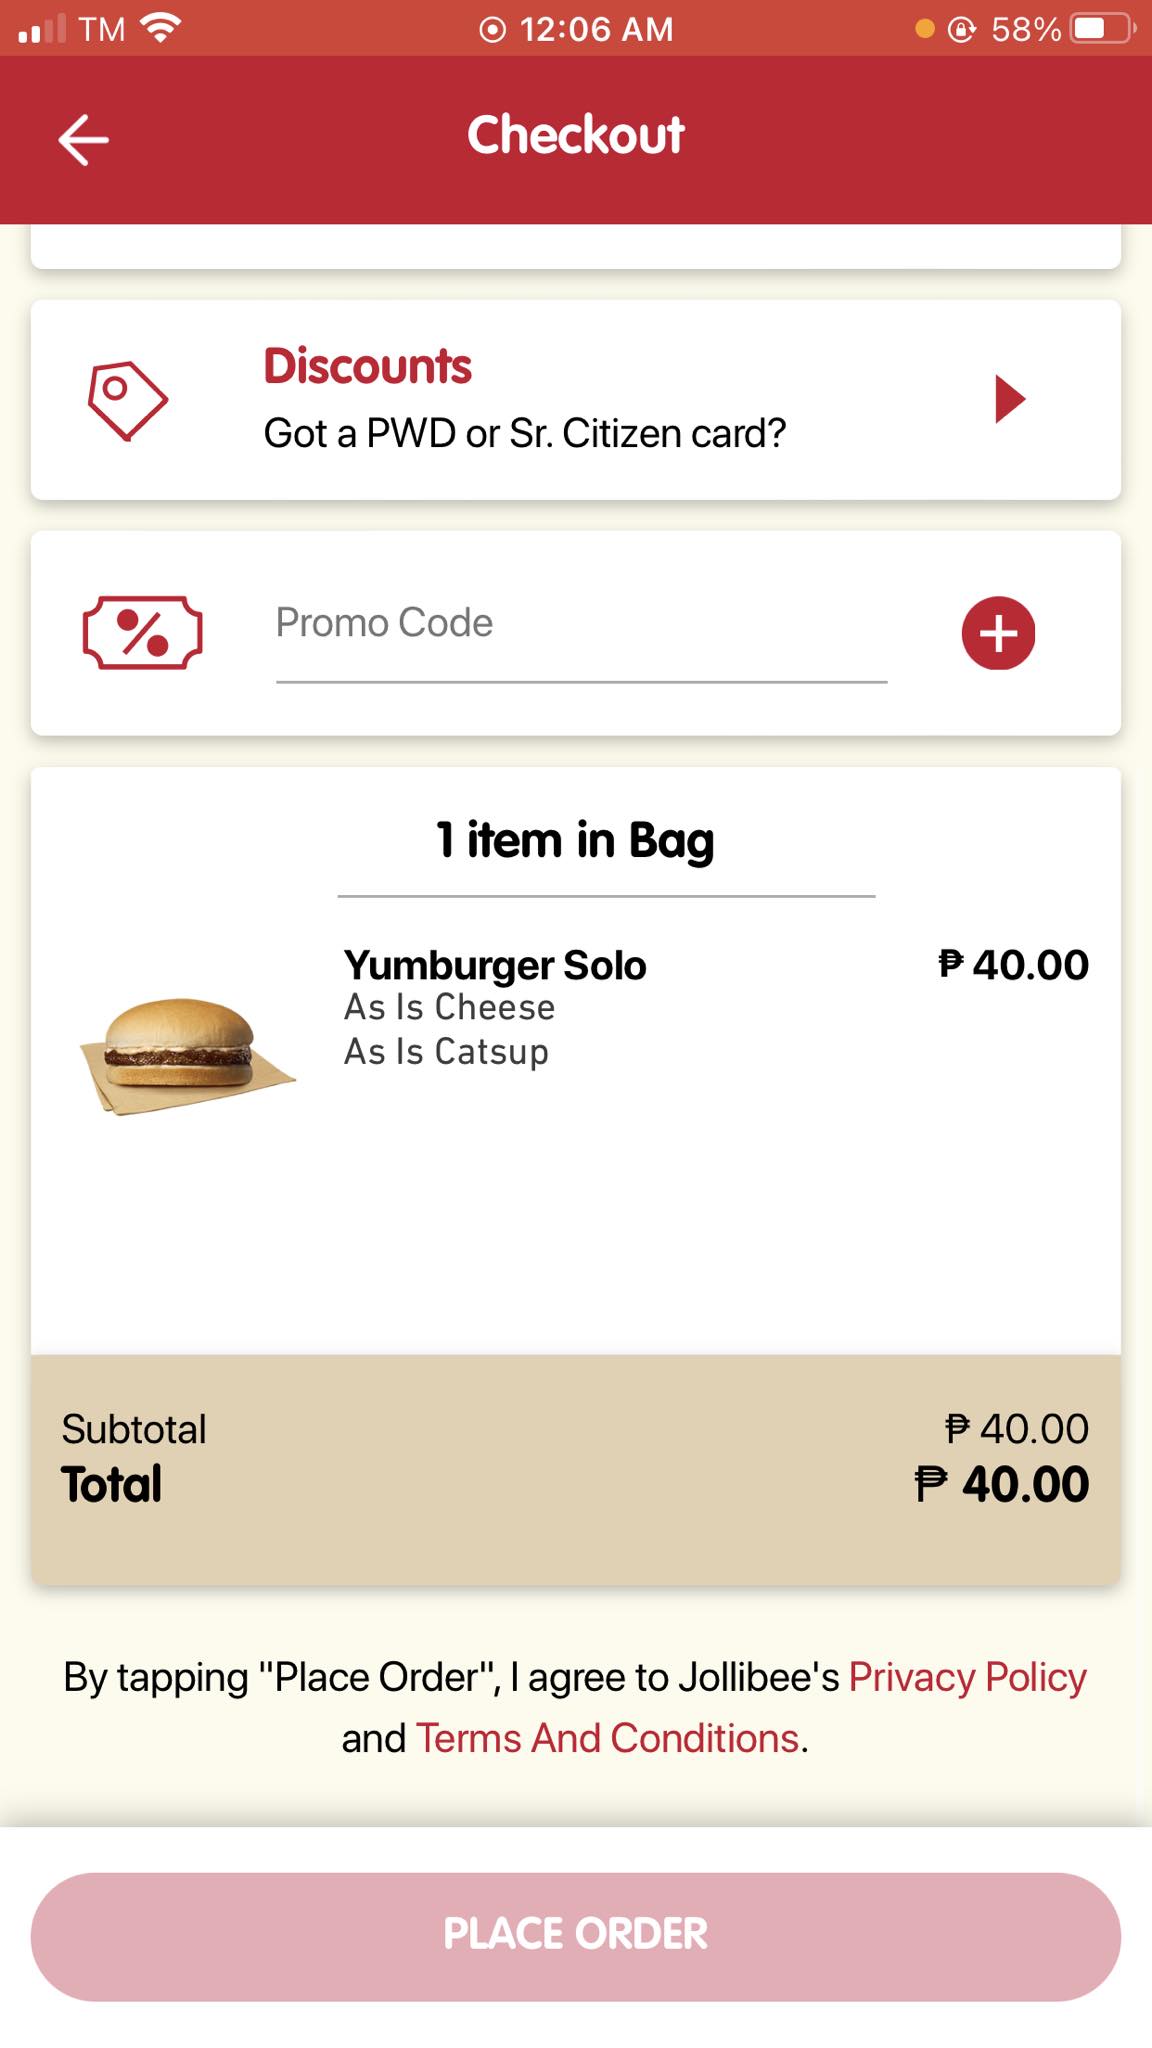 TM 12:06 AM 58%
Checkout
Discounts
Got a PWD or Sr. Citizen card?
Promo Code
1 item in Bag
Yumburger Solo ₱ 40.00
As Is Cheese
As Is Catsup
Subtotal ₱ 40.00
Total ₱ 40.00
By tapping "Place Order", I agree to Jollibee's Privacy Policy
and Terms And Conditions.
PLACE ORDER